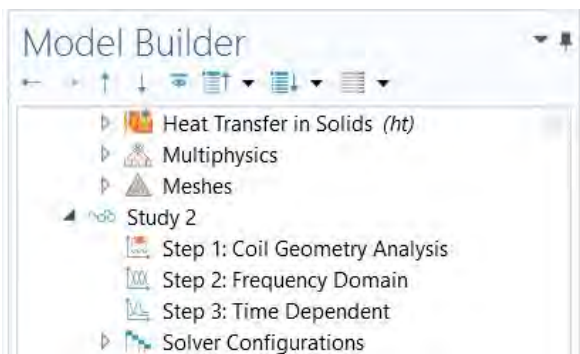 Model Builder
Heat Transfer in Solids (ht)
Multiphysics
Meshes
Study 2
Step 1: Coil Geometry Analysis
Step 2: Frequency Domain
Step 3: Time Dependent
Solver Configurations